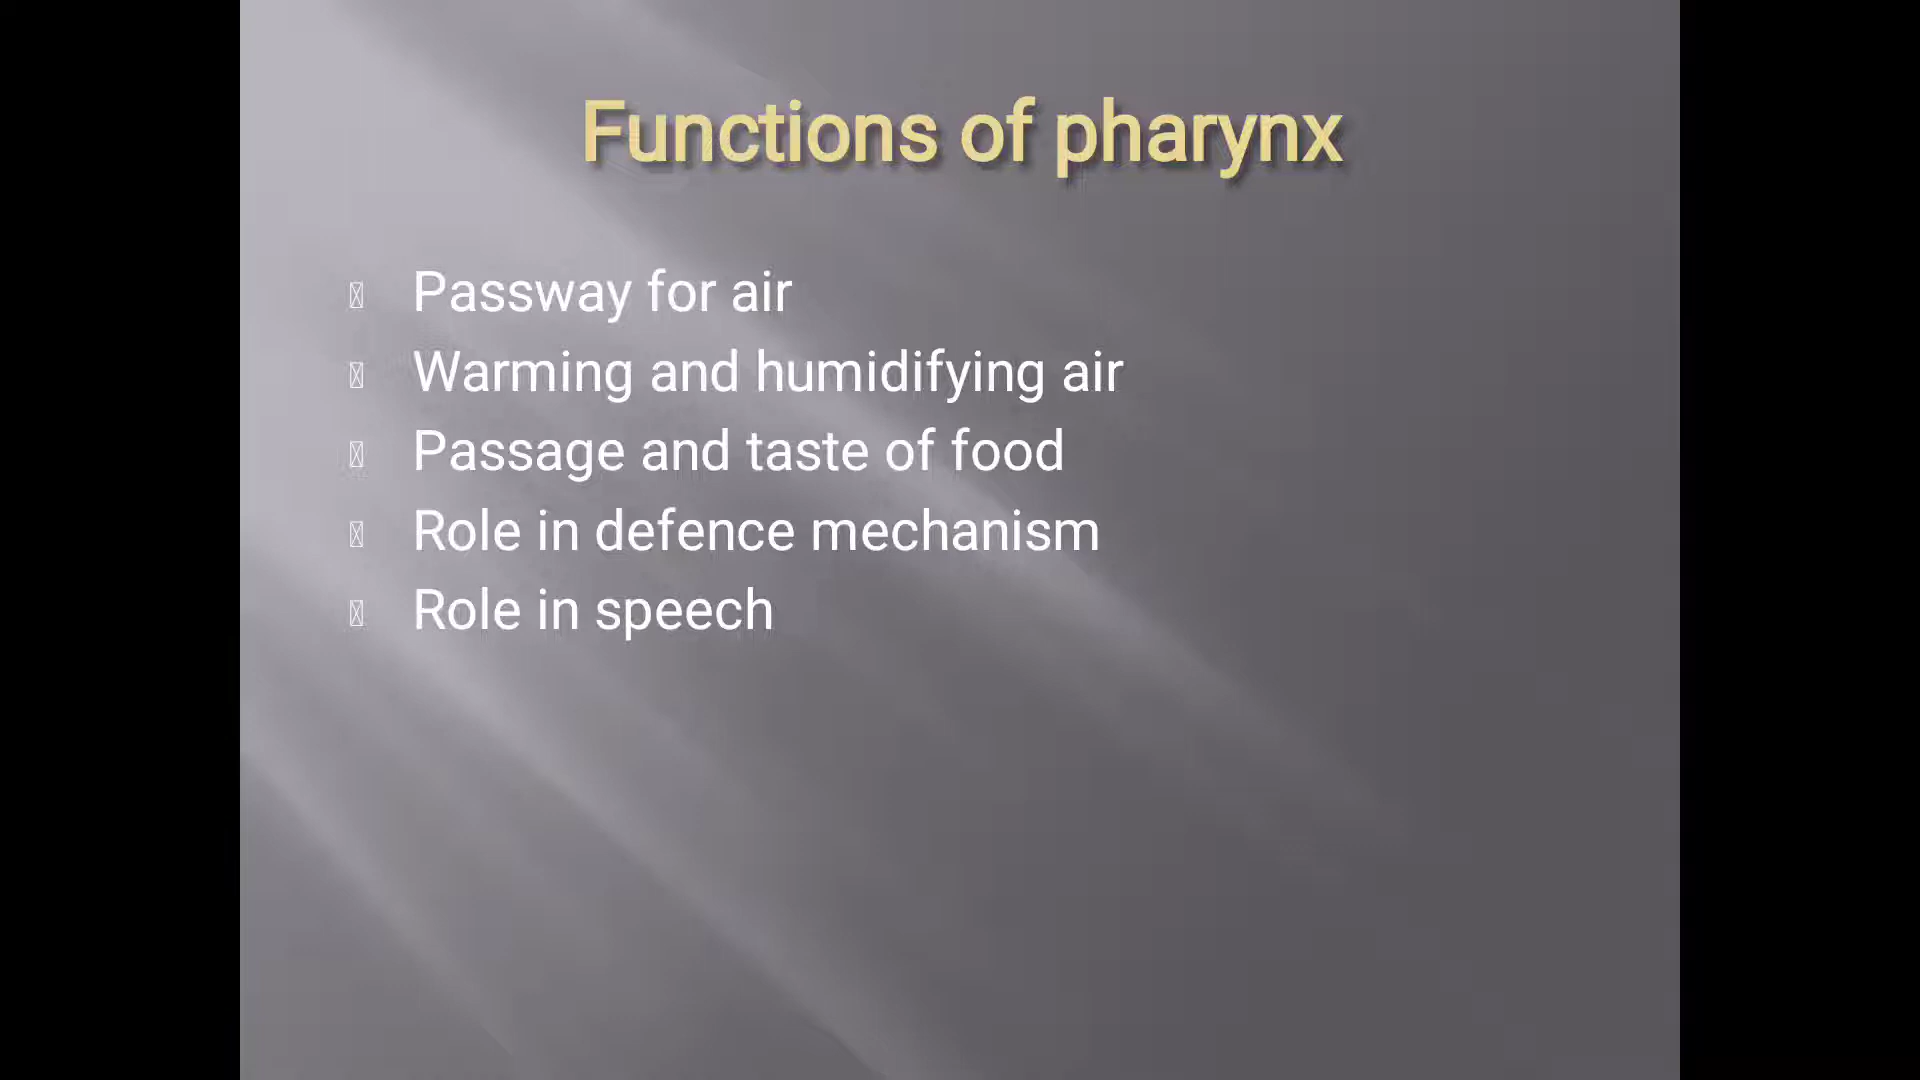 Functions of pharynx
Passway for air
Warming and humidifying air
Passage and taste of food
Role in defence mechanism
Role in speech